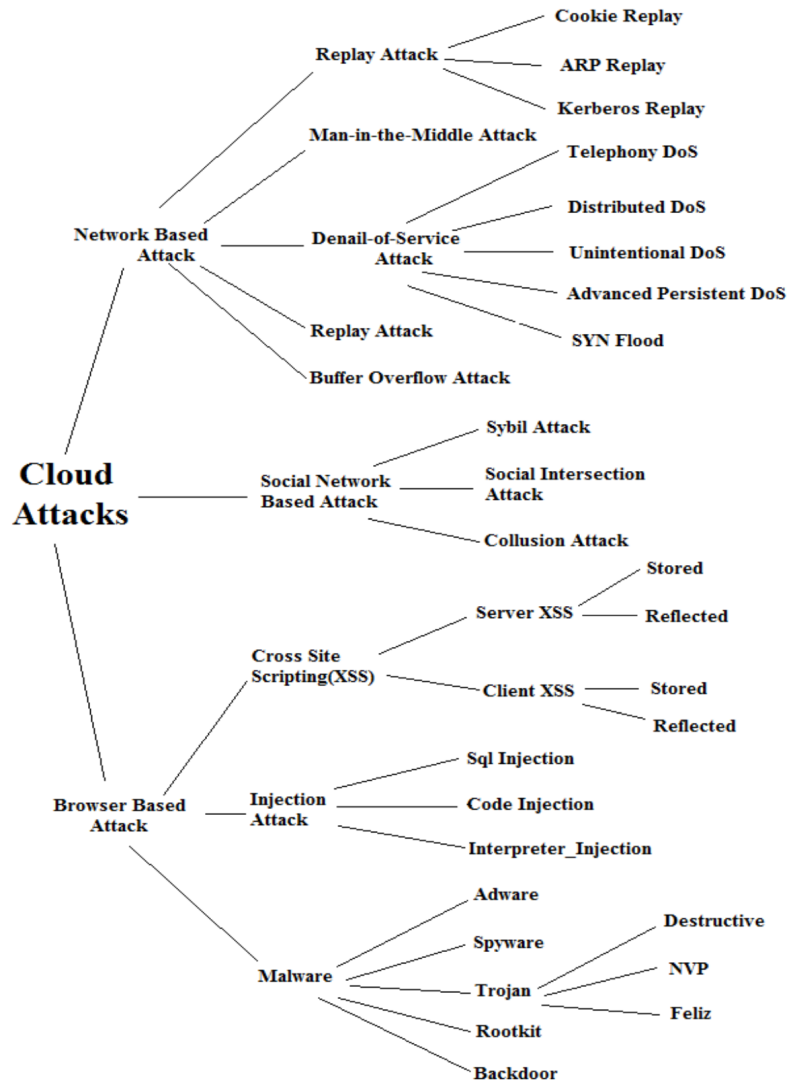 Cookie Replay
Replay Attack
ARP Replay
Kerberos Replay
Man-in-the-Middle Attack
Telephony DoS
Distributed DoS
Network Based
Attack
Denail-of-Service
Attack
Unintentional DoS
Advanced Persistent DoS
Replay Attack
SYN Flood
Buffer Overflow Attack
Cloud
Attacks
Sybil Attack
Social Network
Based Attack
Social Intersection
Attack
Collusion Attack
Stored
Server XSS
Reflected
Cross Site
Scripting(XSS)
Client XSS
Stored
Reflected
Sql Injection
Browser Based
Attack
Injection
Attack
Code Injection
Interpreter_Injection
Adware
Destructive
Spyware
Malware
NVP
Trojan
Feliz
Rootkit
Backdoor